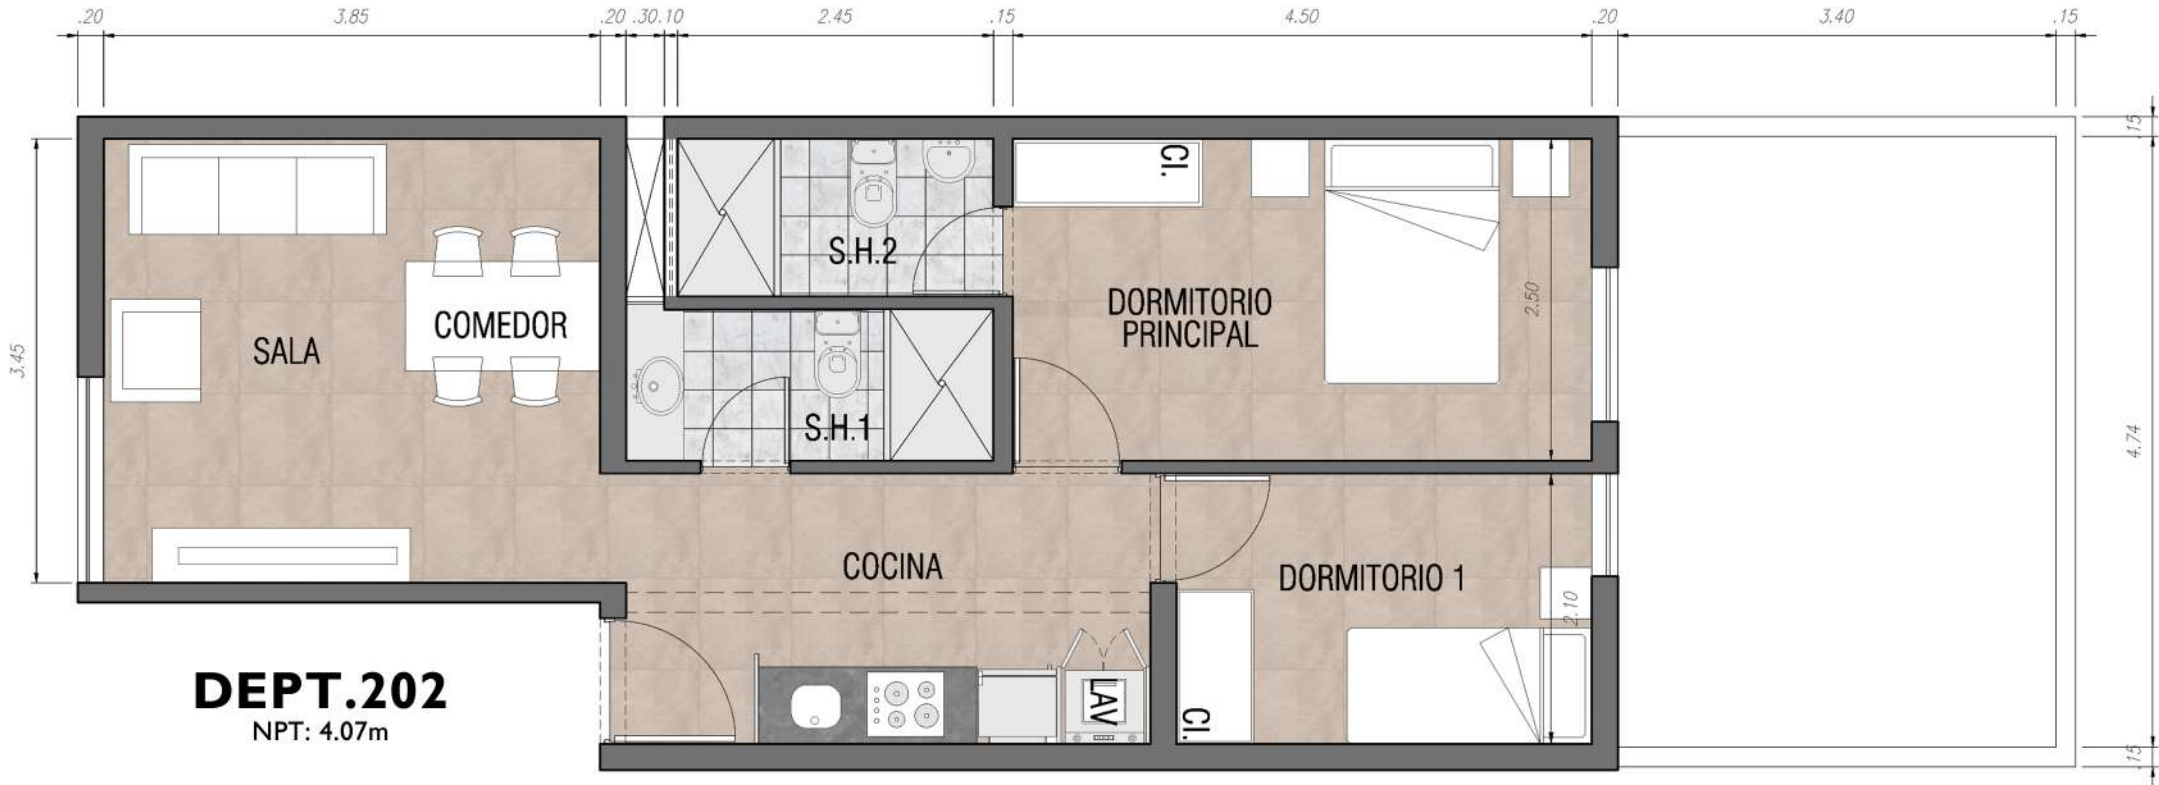 .20
3.85
.20
.30
.10
2.45
.15
4.50
.20
3.40
.15
.15
Cl.
S.H.2
DORMITORIO
PRINCIPAL
2.50
COMEDOR
SALA
3.45
S.H.1
4.74
COCINA
DORMITORIO 1
2.10
DEPT.202
NPT: 4.07m
LAV
Cl.
.15